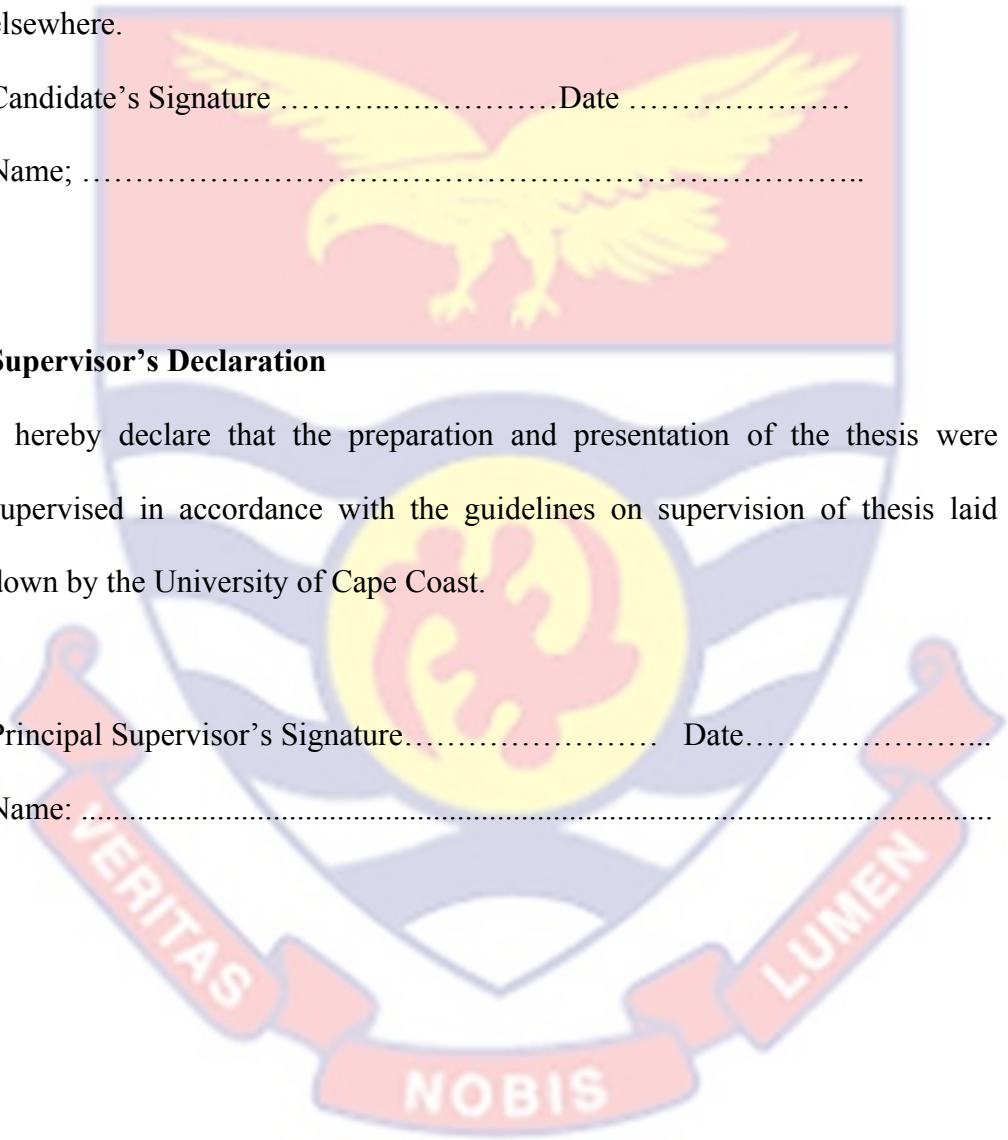 elsewhere.
Candidate's Signature ………..…..…………Date …………………
Name; ………………………………………………………………..
Supervisor's Declaration
hereby declare that the preparation and presentation of the thesis were
supervised in accordance with the guidelines on supervision of thesis laid
down by the University of Cape Coast.
Principal Supervisor's Signature…………………… Date…………………...
Name: ..................................................................................................
VERITAS NOBIS LUMEN